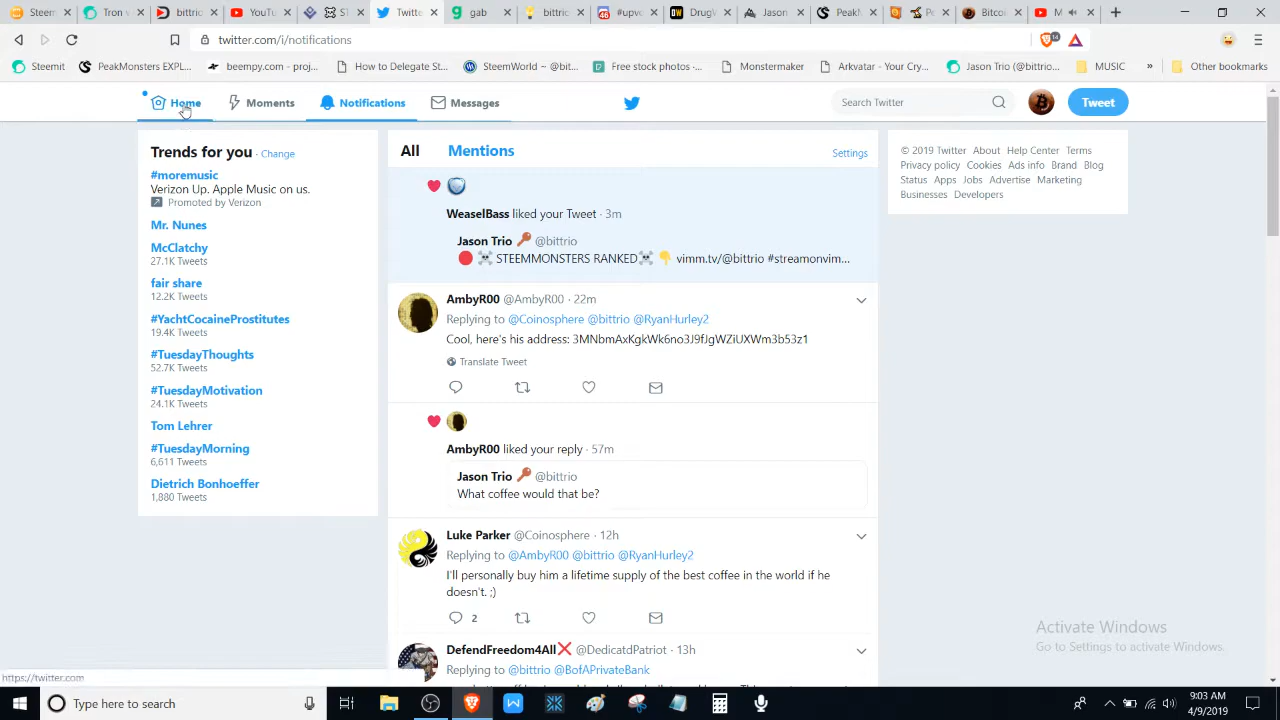 Steem
Tron v
bittric
YouTu
St
Twitte
gab
bittric
#upv
DrugV
Jason
PeakM
Pe
Bitcoi
M
twitter.com/i/notifications
14
Steemit
PeakMonsters EXPL...
beempy.com - proj...
How to Delegate St...
SteemWorld ~ @bit...
Free stock photos -...
Monstermaker
Arkvatar - Your Cry...
Jason Trio (@bittrio...
MUSIC
»
Other bookmarks
Home
Moments
Notifications
Messages
Search Twitter
Tweet
Trends for you · Change
#moremusic
Verizon Up. Apple Music on us.
Promoted by Verizon
Mr. Nunes
McClatchy
27.1K Tweets
fair share
12.2K Tweets
#YachtCocaineProstitutes
19.4K Tweets
#TuesdayThoughts
52.7K Tweets
#TuesdayMotivation
24.1K Tweets
Tom Lehrer
#TuesdayMorning
6,611 Tweets
Dietrich Bonhoeffer
1,880 Tweets
All
Mentions
Settings
WeaselBass liked your Tweet · 3m
Jason Trio 🔑 @bittrio
🔴 ☠️ STEEMMONSTERS RANKED☠️ 👇 vimm.tv/@bittrio #streamonvim...
AmbyR00 @AmbyR00 · 22m
Replying to @Coinosphere @bittrio @RyanHurley2
Cool, here's his address: 3MNbmAxKgkWk6no3J9fJgWZiUXWm3b53z1
Translate Tweet
AmbyR00 liked your reply · 57m
Jason Trio 🔑 @bittrio
What coffee would that be?
Luke Parker @Coinosphere · 12h
Replying to @AmbyR00 @bittrio @RyanHurley2
I'll personally buy him a lifetime supply of the best coffee in the world if he
doesn't. ;)
2
DefendFreedom4All❌ @DedicatdPatriot · 13h
Replying to @bittrio @BofAPrivateBank
© 2019 Twitter About Help Center Terms
Privacy policy Cookies Ads info Brand Blog
Status Apps Jobs Advertise Marketing
Businesses Developers
Activate Windows
Go to Settings to activate Windows.
https://twitter.com
Type here to search
9:03 AM
4/9/2019